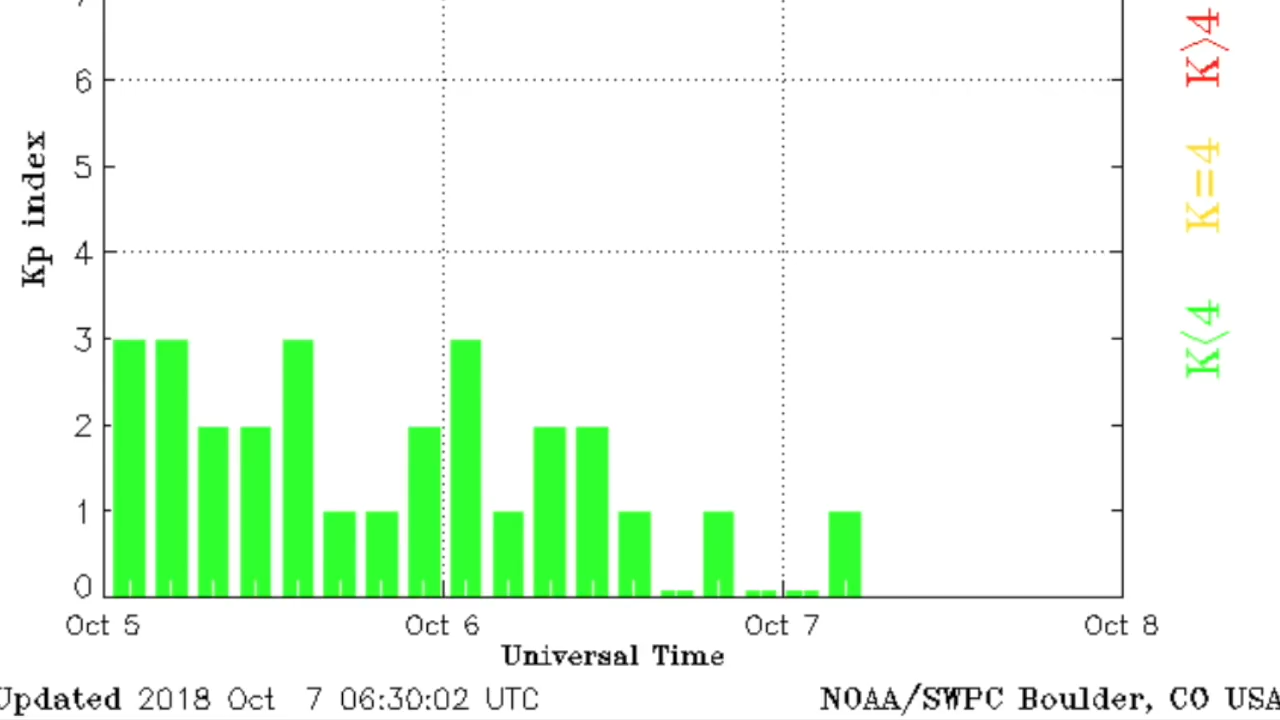 7
6
5
4
3
2
1
0
Kp index
Oct 5 Oct 6 Oct 7 Oct 8
Universal Time
Updated 2018 Oct 7 06:30:02 UTC
NOAA/SWPC Boulder, CO USA
K<4 K=4 K>4